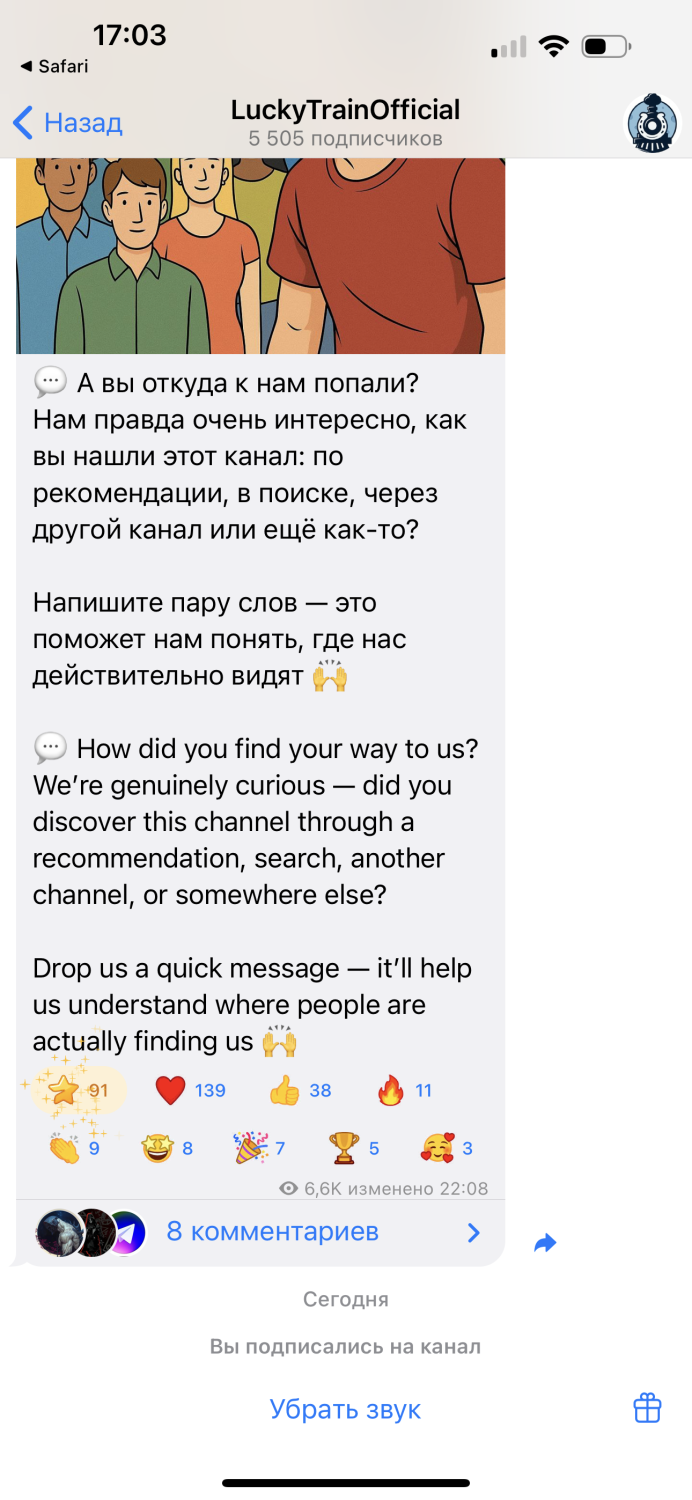 17:03
◀ Safari
Назад
LuckyTrainOfficial
5 505 подписчиков
💬 А вы откуда к нам попали?
Нам правда очень интересно, как
вы нашли этот канал: по
рекомендации, в поиске, через
другой канал или ещё как-то?
Напишите пару слов — это
поможет нам понять, где нас
действительно видят 🙌
💬 How did you find your way to us?
We’re genuinely curious — did you
discover this channel through a
recommendation, search, another
channel, or somewhere else?
Drop us a quick message — it’ll help
us understand where people are
actually finding us 🙌
⭐ 91 ❤️ 139 👍 38 🔥 11
👏 9 🤩 8 🎉 7 🏆 5 🥰 3
6,6K изменено 22:08
8 комментариев
Сегодня
Вы подписались на канал
Убрать звук